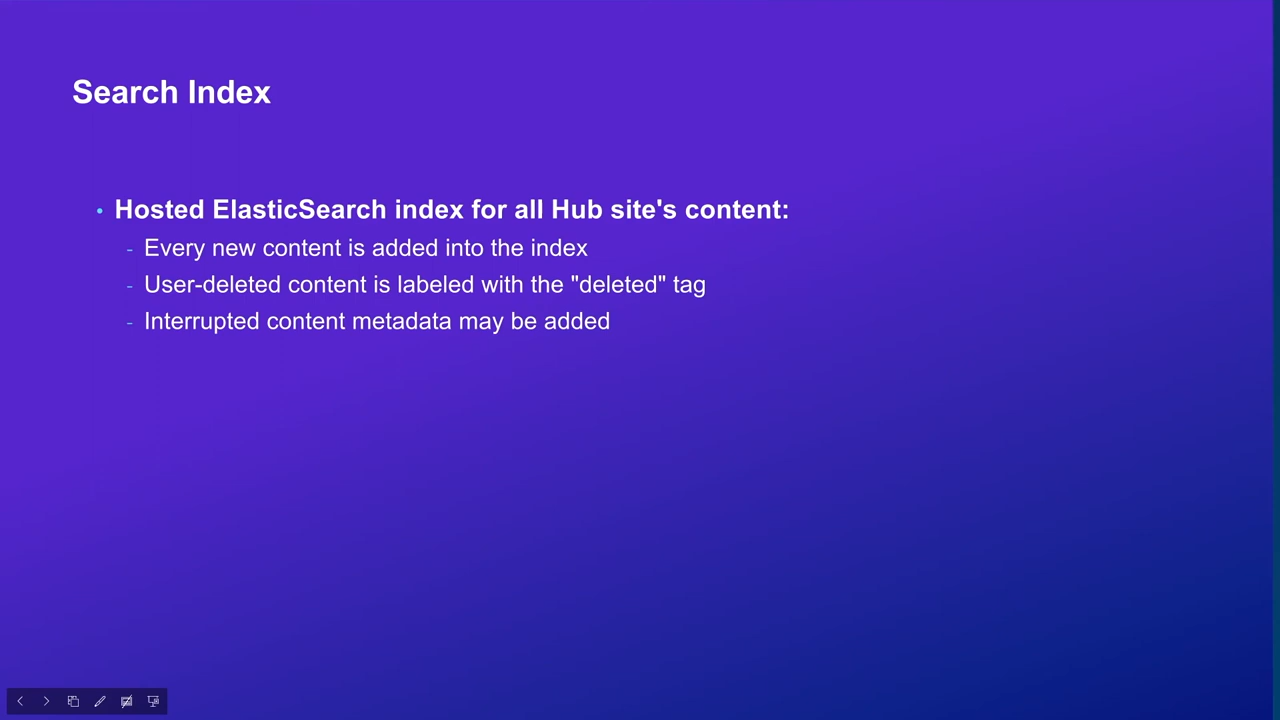 Search Index
• Hosted ElasticSearch index for all Hub site's content:
- Every new content is added into the index
- User-deleted content is labeled with the "deleted" tag
- Interrupted content metadata may be added